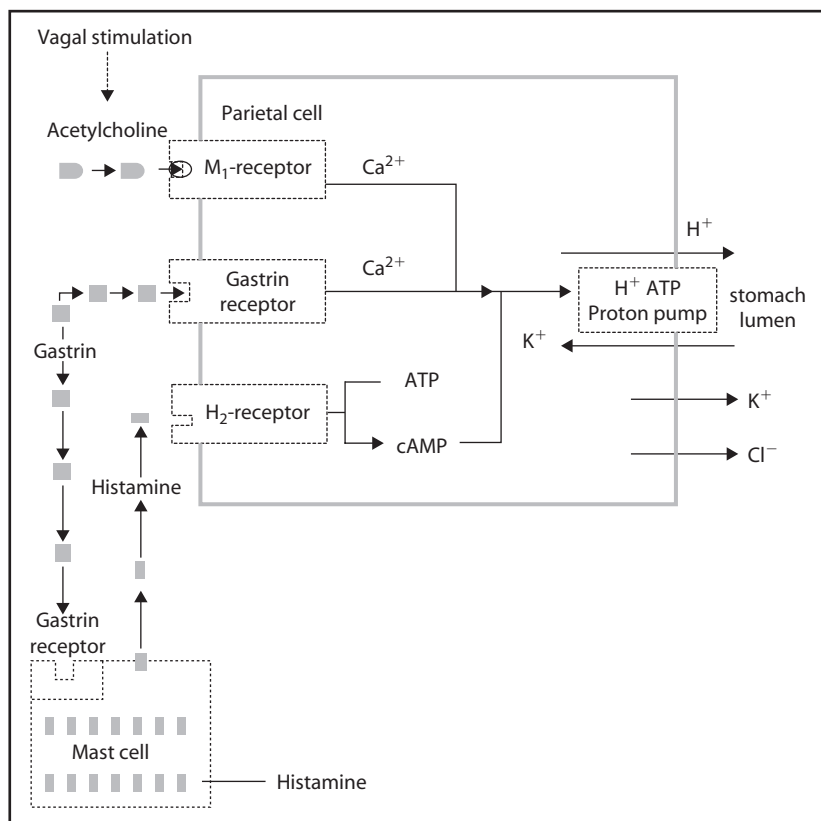 Vagal stimulation
Acetylcholine
Parietal cell
M₁-receptor
Ca²⁺
Gastrin
receptor
Ca²⁺
H⁺
H⁺ ATP
Proton pump
stomach
lumen
K⁺
Gastrin
H₂-receptor
ATP
cAMP
K⁺
Cl⁻
Histamine
Gastrin
receptor
Mast cell
Histamine